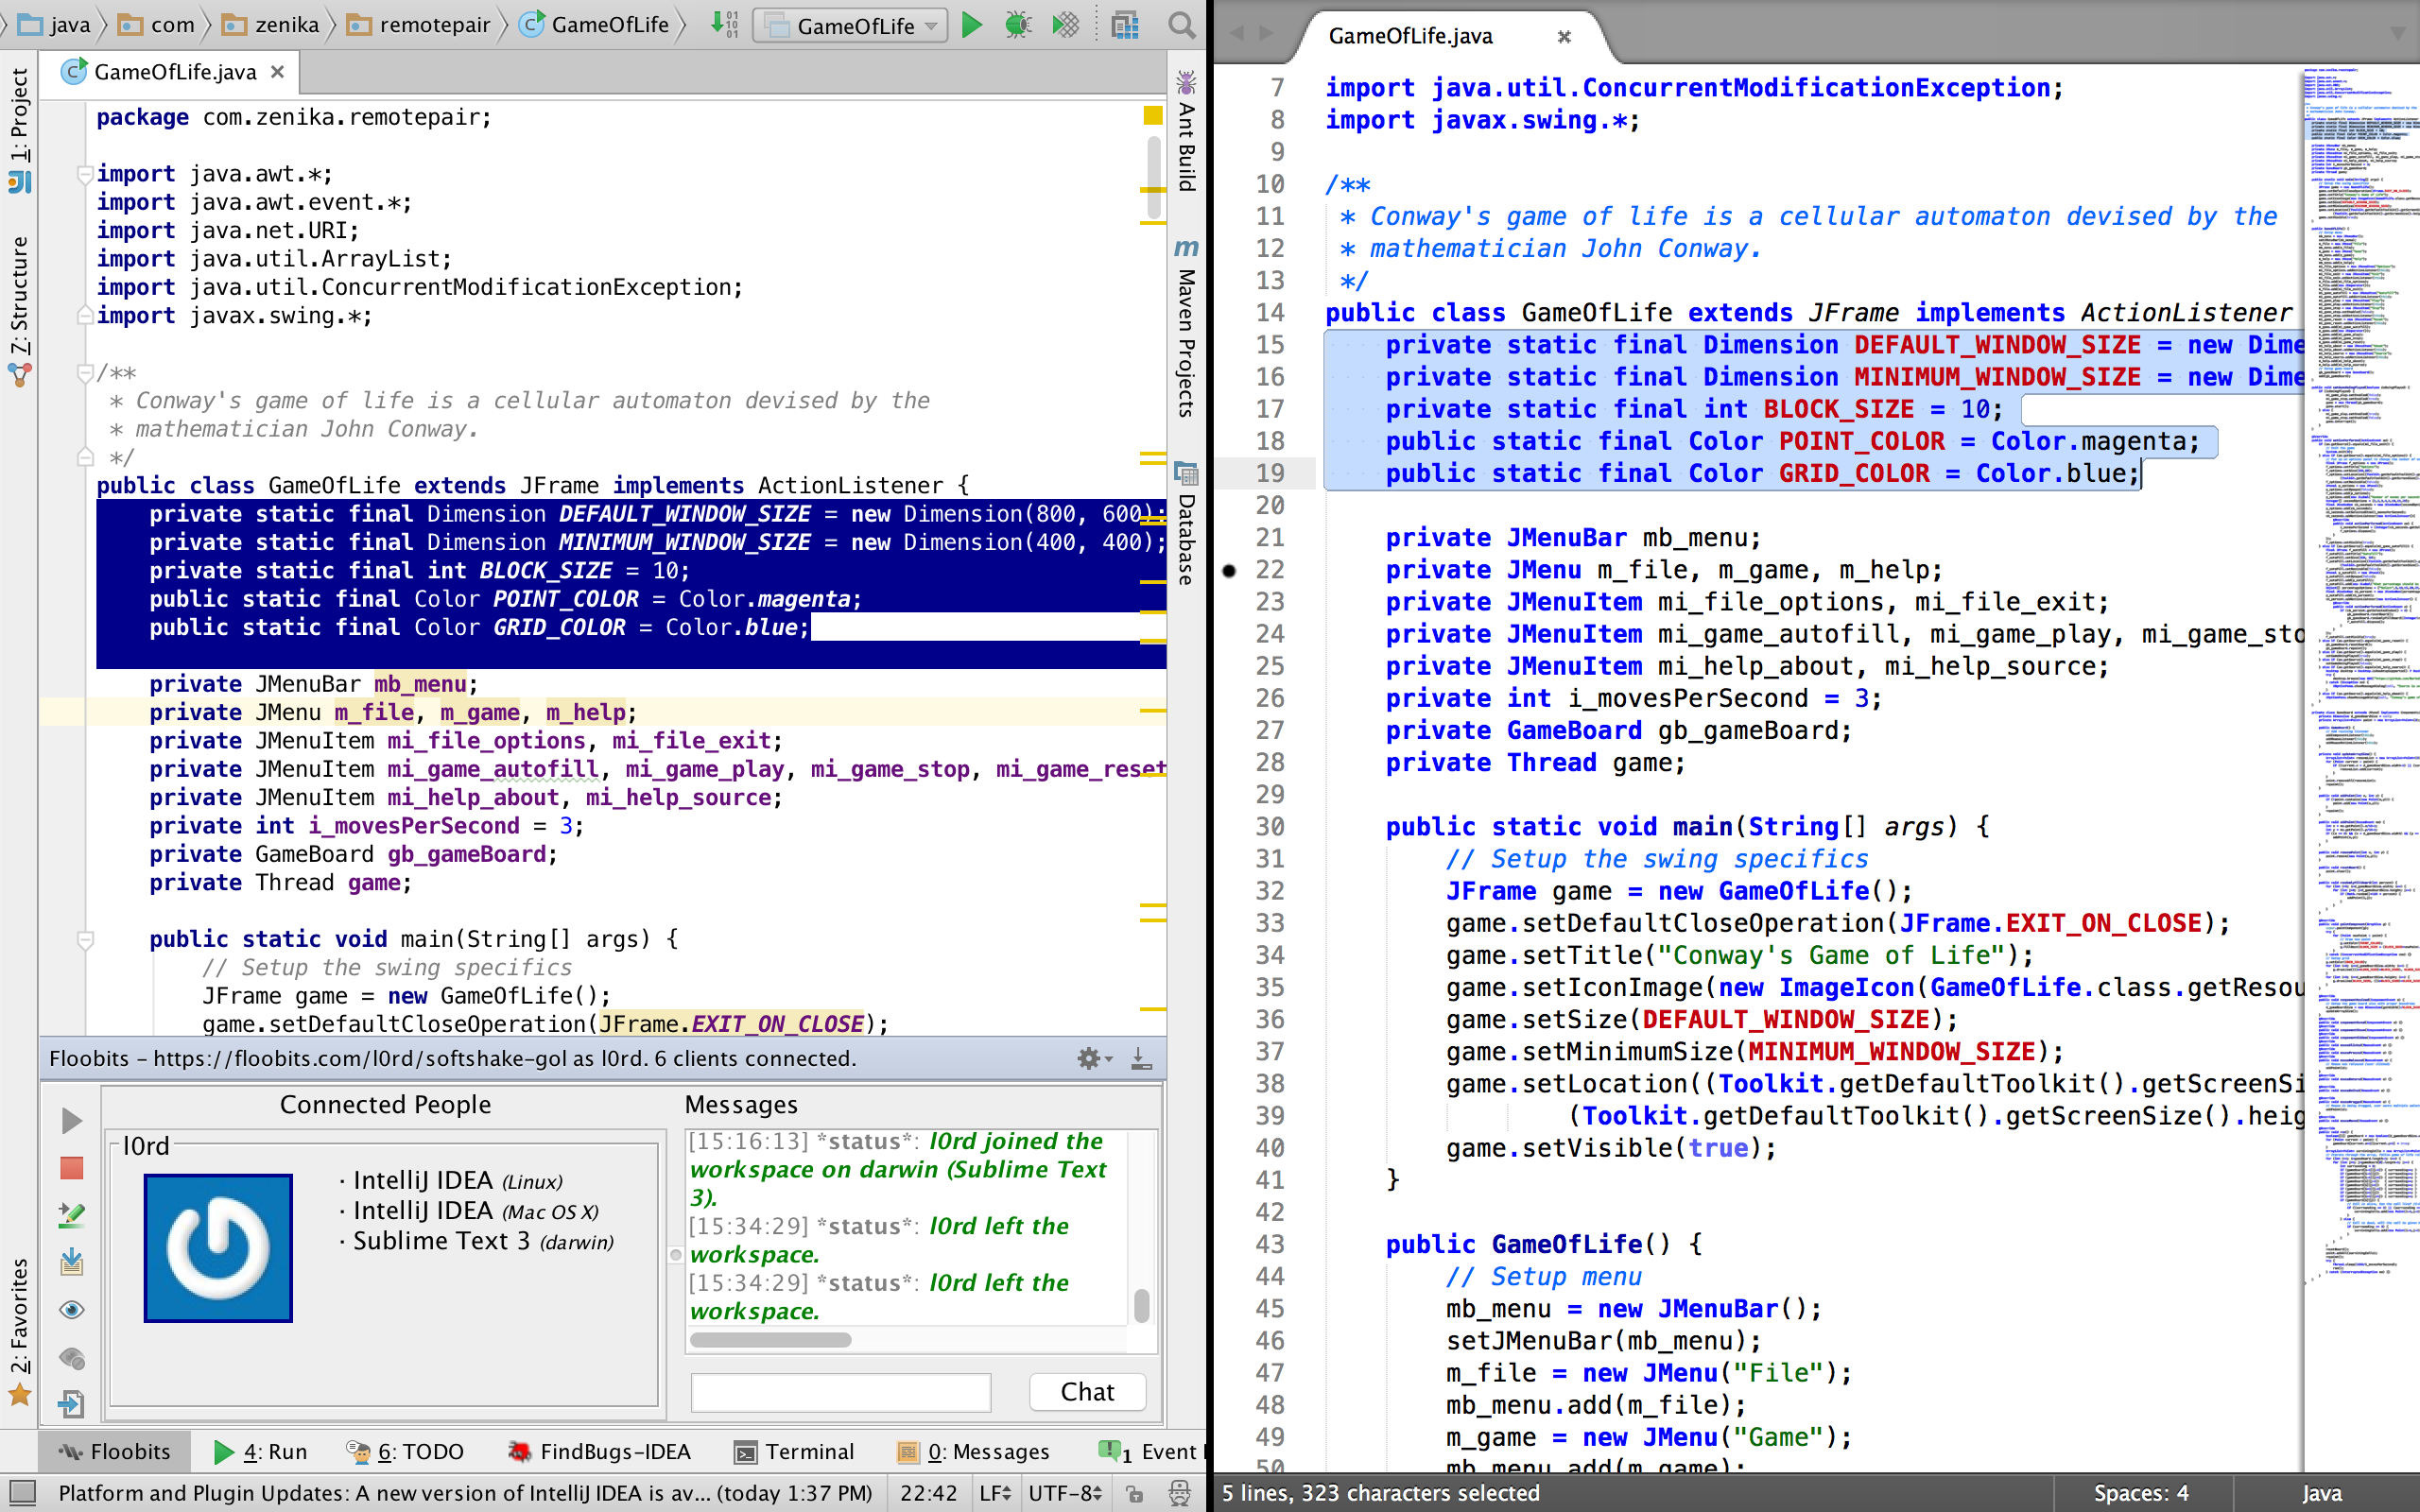 java com zenika remotepair GameOfLife GameOfLife
GameOfLife.java
1: Project
7: Structure
2: Favorites
package com.zenika.remotepair;
import java.awt.*;
import java.awt.event.*;
import java.net.URI;
import java.util.ArrayList;
import java.util.ConcurrentModificationException;
import javax.swing.*;
/**
* Conway's game of life is a cellular automaton devised by the
* mathematician John Conway.
*/
public class GameOfLife extends JFrame implements ActionListener {
private static final Dimension DEFAULT_WINDOW_SIZE = new Dimension(800, 600);
private static final Dimension MINIMUM_WINDOW_SIZE = new Dimension(400, 400);
private static final int BLOCK_SIZE = 10;
public static final Color POINT_COLOR = Color.magenta;
public static final Color GRID_COLOR = Color.blue;
private JMenuBar mb_menu;
private JMenu m_file, m_game, m_help;
private JMenuItem mi_file_options, mi_file_exit;
private JMenuItem mi_game_autofill, mi_game_play, mi_game_stop, mi_game_reset
private JMenuItem mi_help_about, mi_help_source;
private int i_movesPerSecond = 3;
private GameBoard gb_gameBoard;
private Thread game;
public static void main(String[] args) {
// Setup the swing specifics
JFrame game = new GameOfLife();
game.setDefaultCloseOperation(JFrame.EXIT_ON_CLOSE);
Ant Build
m Maven Projects
Database
Floobits - https://floobits.com/l0rd/softshake-gol as l0rd. 6 clients connected.
Connected People
l0rd
· IntelliJ IDEA (Linux)
· IntelliJ IDEA (Mac OS X)
· Sublime Text 3 (darwin)
Messages
[15:16:13] *status*: l0rd joined the
workspace on darwin (Sublime Text
3).
[15:34:29] *status*: l0rd left the
workspace.
[15:34:29] *status*: l0rd left the
workspace.
Chat
Floobits 4: Run 6: TODO FindBugs-IDEA Terminal 0: Messages 1 Event
Platform and Plugin Updates: A new version of IntelliJ IDEA is av... (today 1:37 PM) 22:42 LF UTF-8
GameOfLife.java
7 import java.util.ConcurrentModificationException;
8 import javax.swing.*;
9
10 /**
11 * Conway's game of life is a cellular automaton devised by the
12 * mathematician John Conway.
13 */
14 public class GameOfLife extends JFrame implements ActionListener
15 private static final Dimension DEFAULT_WINDOW_SIZE = new Dime
16 private static final Dimension MINIMUM_WINDOW_SIZE = new Dime
17 private static final int BLOCK_SIZE = 10;
18 public static final Color POINT_COLOR = Color.magenta;
19 public static final Color GRID_COLOR = Color.blue;
20
21 private JMenuBar mb_menu;
22 private JMenu m_file, m_game, m_help;
23 private JMenuItem mi_file_options, mi_file_exit;
24 private JMenuItem mi_game_autofill, mi_game_play, mi_game_sto
25 private JMenuItem mi_help_about, mi_help_source;
26 private int i_movesPerSecond = 3;
27 private GameBoard gb_gameBoard;
28 private Thread game;
29
30 public static void main(String[] args) {
31 // Setup the swing specifics
32 JFrame game = new GameOfLife();
33 game.setDefaultCloseOperation(JFrame.EXIT_ON_CLOSE);
34 game.setTitle("Conway's Game of Life");
35 game.setIconImage(new ImageIcon(GameOfLife.class.getResou
36 game.setSize(DEFAULT_WINDOW_SIZE);
37 game.setMinimumSize(MINIMUM_WINDOW_SIZE);
38 game.setLocation((Toolkit.getDefaultToolkit().getScreenSi
39 (Toolkit.getDefaultToolkit().getScreenSize().heig
40 game.setVisible(true);
41 }
42
43 public GameOfLife() {
44 // Setup menu
45 mb_menu = new JMenuBar();
46 setJMenuBar(mb_menu);
47 m_file = new JMenu("File");
48 mb_menu.add(m_file);
49 m_game = new JMenu("Game");
50 mb_menu.add(m_game);
5 lines, 323 characters selected Spaces: 4 Java